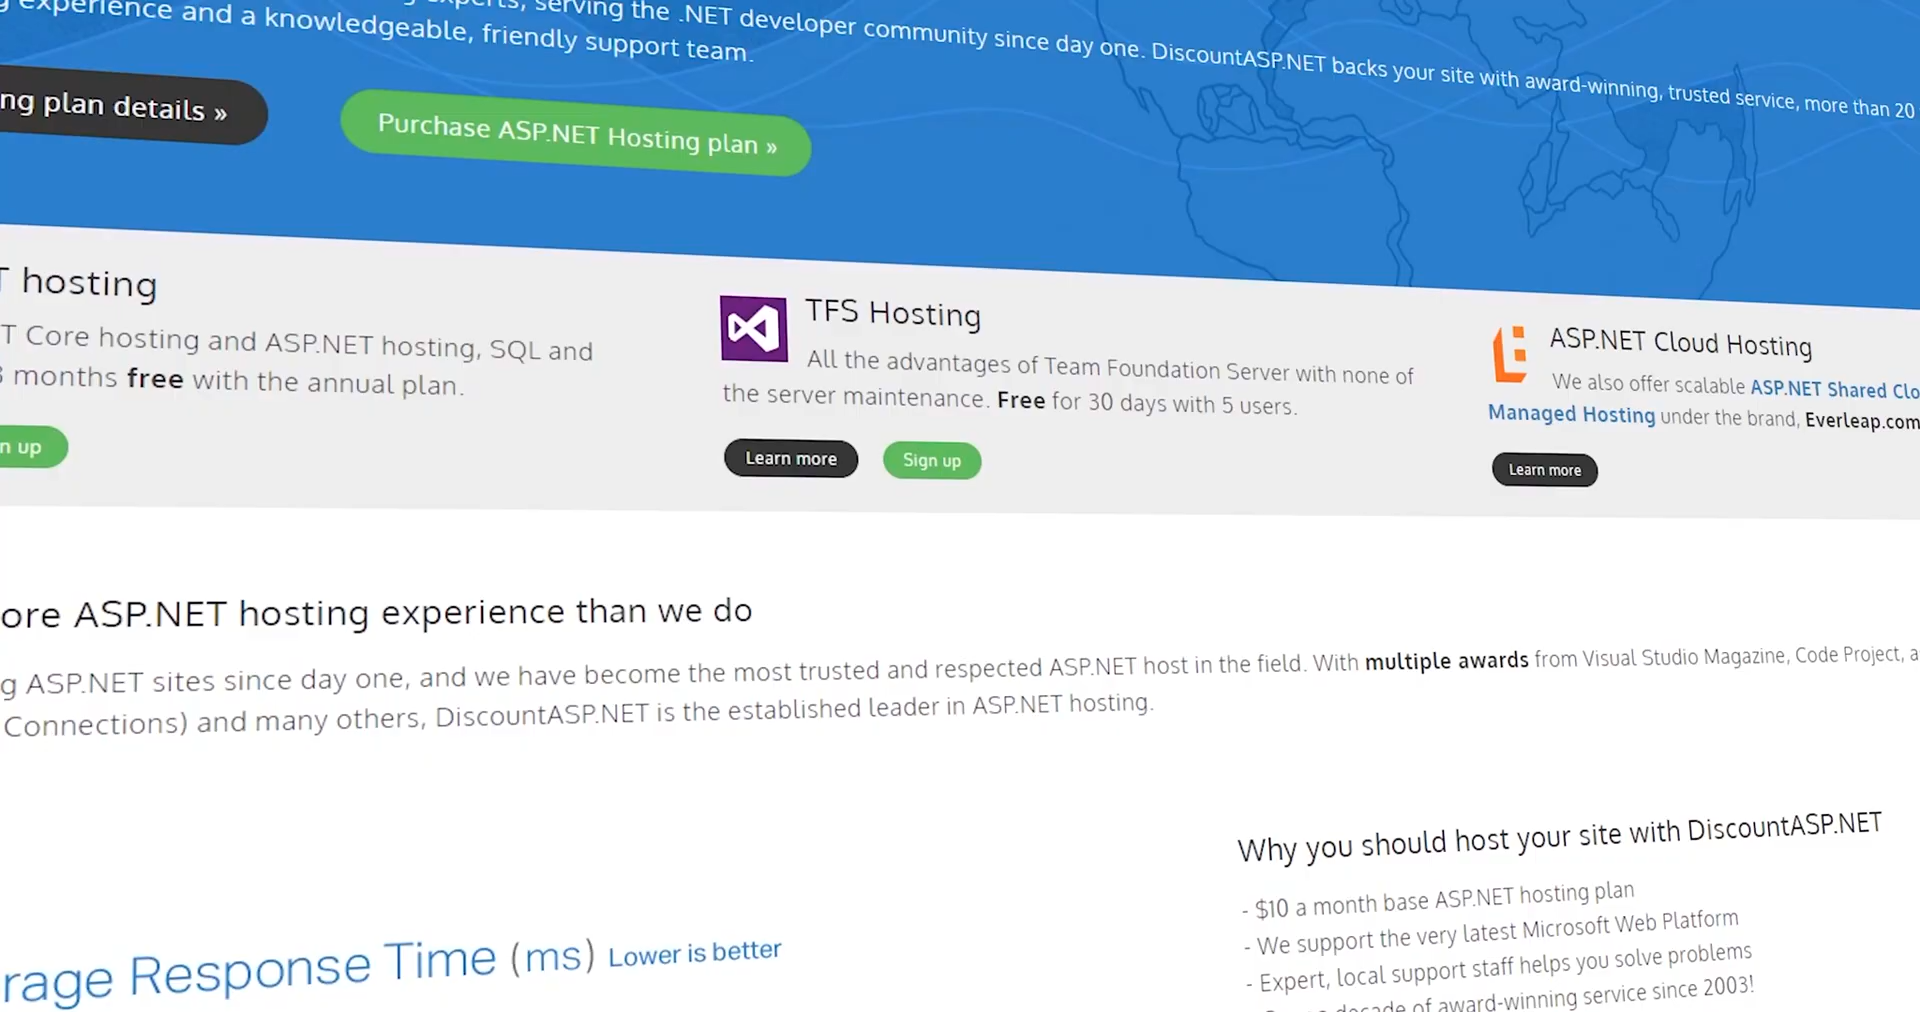 experience and a knowledgeable, friendly support team.
serving the .NET developer community since day one. DiscountASP.NET backs your site with award-winning, trusted service, more than 20
ng plan details »
Purchase ASP.NET Hosting plan »
T hosting
T Core hosting and ASP.NET hosting, SQL and
3 months free with the annual plan.
n up
TFS Hosting
All the advantages of Team Foundation Server with none of
the server maintenance. Free for 30 days with 5 users.
Learn more
Sign up
ASP.NET Cloud Hosting
We also offer scalable ASP.NET Shared Clo
Managed Hosting under the brand, Everleap.com
Learn more
ore ASP.NET hosting experience than we do
g ASP.NET sites since day one, and we have become the most trusted and respected ASP.NET host in the field. With multiple awards from Visual Studio Magazine, Code Project, a
Connections) and many others, DiscountASP.NET is the established leader in ASP.NET hosting.
rage Response Time (ms) Lower is better
Why you should host your site with DiscountASP.NET
- $10 a month base ASP.NET hosting plan
- We support the very latest Microsoft Web Platform
- Expert, local support staff helps you solve problems
decade of award-winning service since 2003!